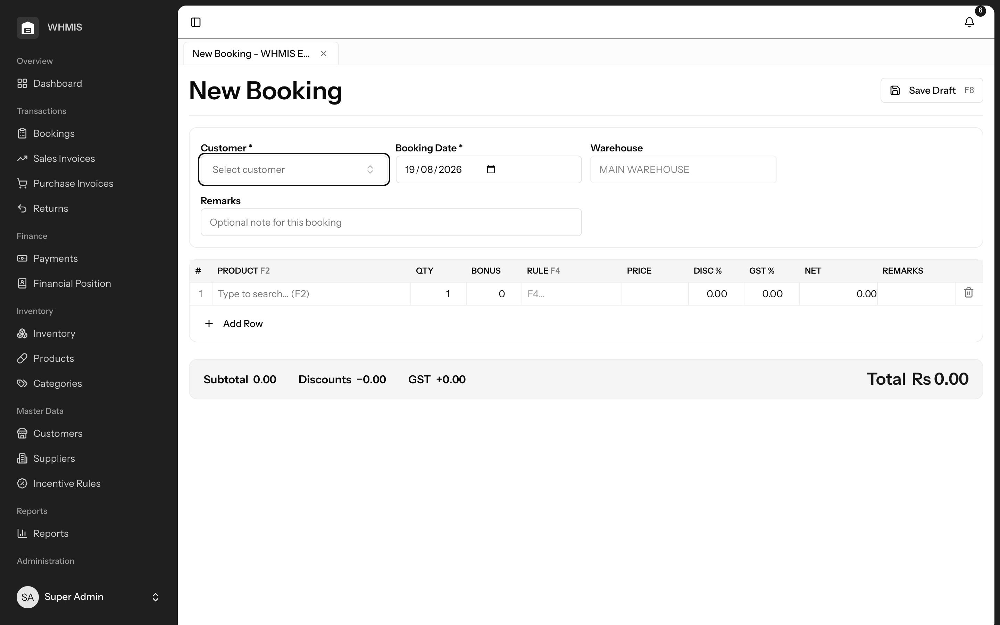 WHMIS
Overview
Dashboard
Transactions
Bookings
Sales Invoices
Purchase Invoices
Returns
Finance
Payments
Financial Position
Inventory
Inventory
Products
Categories
Master Data
Customers
Suppliers
Incentive Rules
Reports
Reports
Administration
SA Super Admin
6
New Booking - WHMIS E...
New Booking
Save Draft F8
Customer * Booking Date * Warehouse
Select customer 19/08/2026 MAIN WAREHOUSE
Remarks
Optional note for this booking
# PRODUCT F2 QTY BONUS RULE F4 PRICE DISC % GST % NET REMARKS
1 Type to search... (F2) 1 0 F4... 0.00 0.00 0.00
Add Row
Subtotal 0.00 Discounts −0.00 GST +0.00 Total Rs 0.00